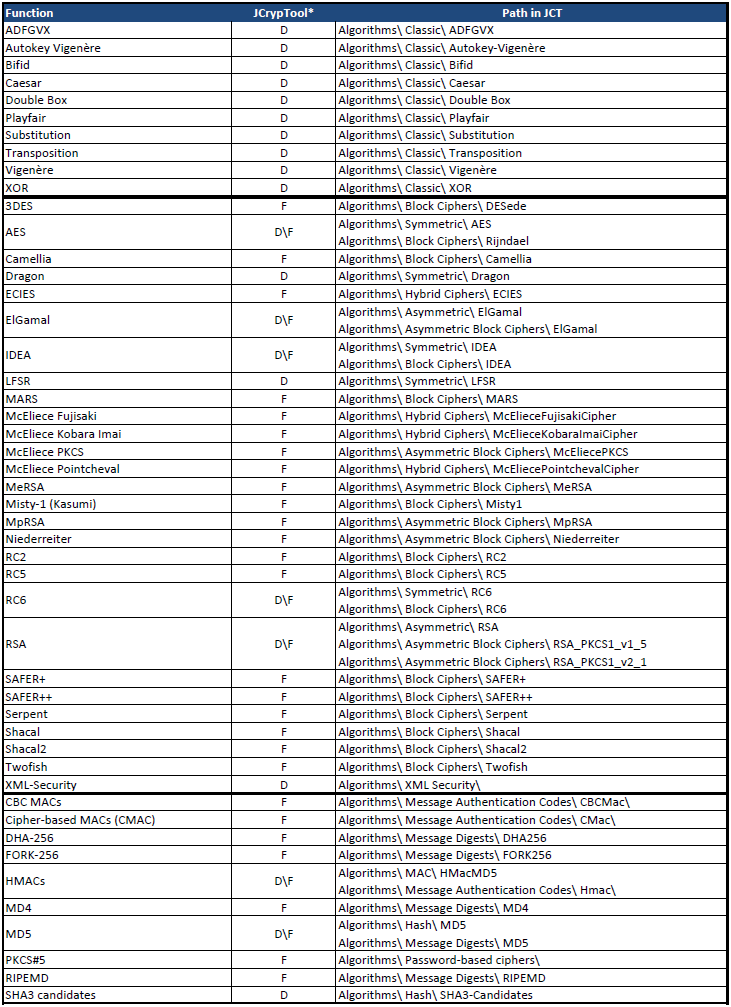 Function JCrypTool* Path in JCT
ADFGVX D Algorithms\ Classic\ ADFGVX
Autokey Vigenère D Algorithms\ Classic\ Autokey-Vigenère
Bifid D Algorithms\ Classic\ Bifid
Caesar D Algorithms\ Classic\ Caesar
Double Box D Algorithms\ Classic\ Double Box
Playfair D Algorithms\ Classic\ Playfair
Substitution D Algorithms\ Classic\ Substitution
Transposition D Algorithms\ Classic\ Transposition
Vigenère D Algorithms\ Classic\ Vigenère
XOR D Algorithms\ Classic\ XOR
3DES F Algorithms\ Block Ciphers\ DESede
AES D\F Algorithms\ Symmetric\ AES
Algorithms\ Block Ciphers\ Rijndael
Camellia F Algorithms\ Block Ciphers\ Camellia
Dragon D Algorithms\ Symmetric\ Dragon
ECIES F Algorithms\ Hybrid Ciphers\ ECIES
ElGamal D\F Algorithms\ Asymmetric\ ElGamal
Algorithms\ Asymmetric Block Ciphers\ ElGamal
IDEA D\F Algorithms\ Symmetric\ IDEA
Algorithms\ Block Ciphers\ IDEA
LFSR D Algorithms\ Symmetric\ LFSR
MARS F Algorithms\ Block Ciphers\ MARS
McEliece Fujisaki F Algorithms\ Hybrid Ciphers\ McElieceFujisakiCipher
McEliece Kobara Imai F Algorithms\ Hybrid Ciphers\ McElieceKobaraImaiCipher
McEliece PKCS F Algorithms\ Asymmetric Block Ciphers\ McEliecePKCS
McEliece Pointcheval F Algorithms\ Hybrid Ciphers\ McEliecePointchevalCipher
MeRSA F Algorithms\ Asymmetric Block Ciphers\ MeRSA
Misty-1 (Kasumi) F Algorithms\ Block Ciphers\ Misty1
MpRSA F Algorithms\ Asymmetric Block Ciphers\ MpRSA
Niederreiter F Algorithms\ Asymmetric Block Ciphers\ Niederreiter
RC2 F Algorithms\ Block Ciphers\ RC2
RC5 F Algorithms\ Block Ciphers\ RC5
RC6 D\F Algorithms\ Symmetric\ RC6
Algorithms\ Block Ciphers\ RC6
RSA D\F Algorithms\ Asymmetric\ RSA
Algorithms\ Asymmetric Block Ciphers\ RSA_PKCS1_v1_5
Algorithms\ Asymmetric Block Ciphers\ RSA_PKCS1_v2_1
SAFER+ F Algorithms\ Block Ciphers\ SAFER+
SAFER++ F Algorithms\ Block Ciphers\ SAFER++
Serpent F Algorithms\ Block Ciphers\ Serpent
Shacal F Algorithms\ Block Ciphers\ Shacal
Shacal2 F Algorithms\ Block Ciphers\ Shacal2
Twofish F Algorithms\ Block Ciphers\ Twofish
XML-Security D Algorithms\ XML Security\
CBC MACs F Algorithms\ Message Authentication Codes\ CBCMac\
Cipher-based MACs (CMAC) F Algorithms\ Message Authentication Codes\ CMac\
DHA-256 F Algorithms\ Message Digests\ DHA256
FORK-256 F Algorithms\ Message Digests\ FORK256
HMACs D\F Algorithms\ MAC\ HMacMD5
Algorithms\ Message Authentication Codes\ Hmac\
MD4 F Algorithms\ Message Digests\ MD4
MD5 D\F Algorithms\ Hash\ MD5
Algorithms\ Message Digests\ MD5
PKCS#5 F Algorithms\ Password-based ciphers\
RIPEMD F Algorithms\ Message Digests\ RIPEMD
SHA3 candidates D Algorithms\ Hash\ SHA3-Candidates